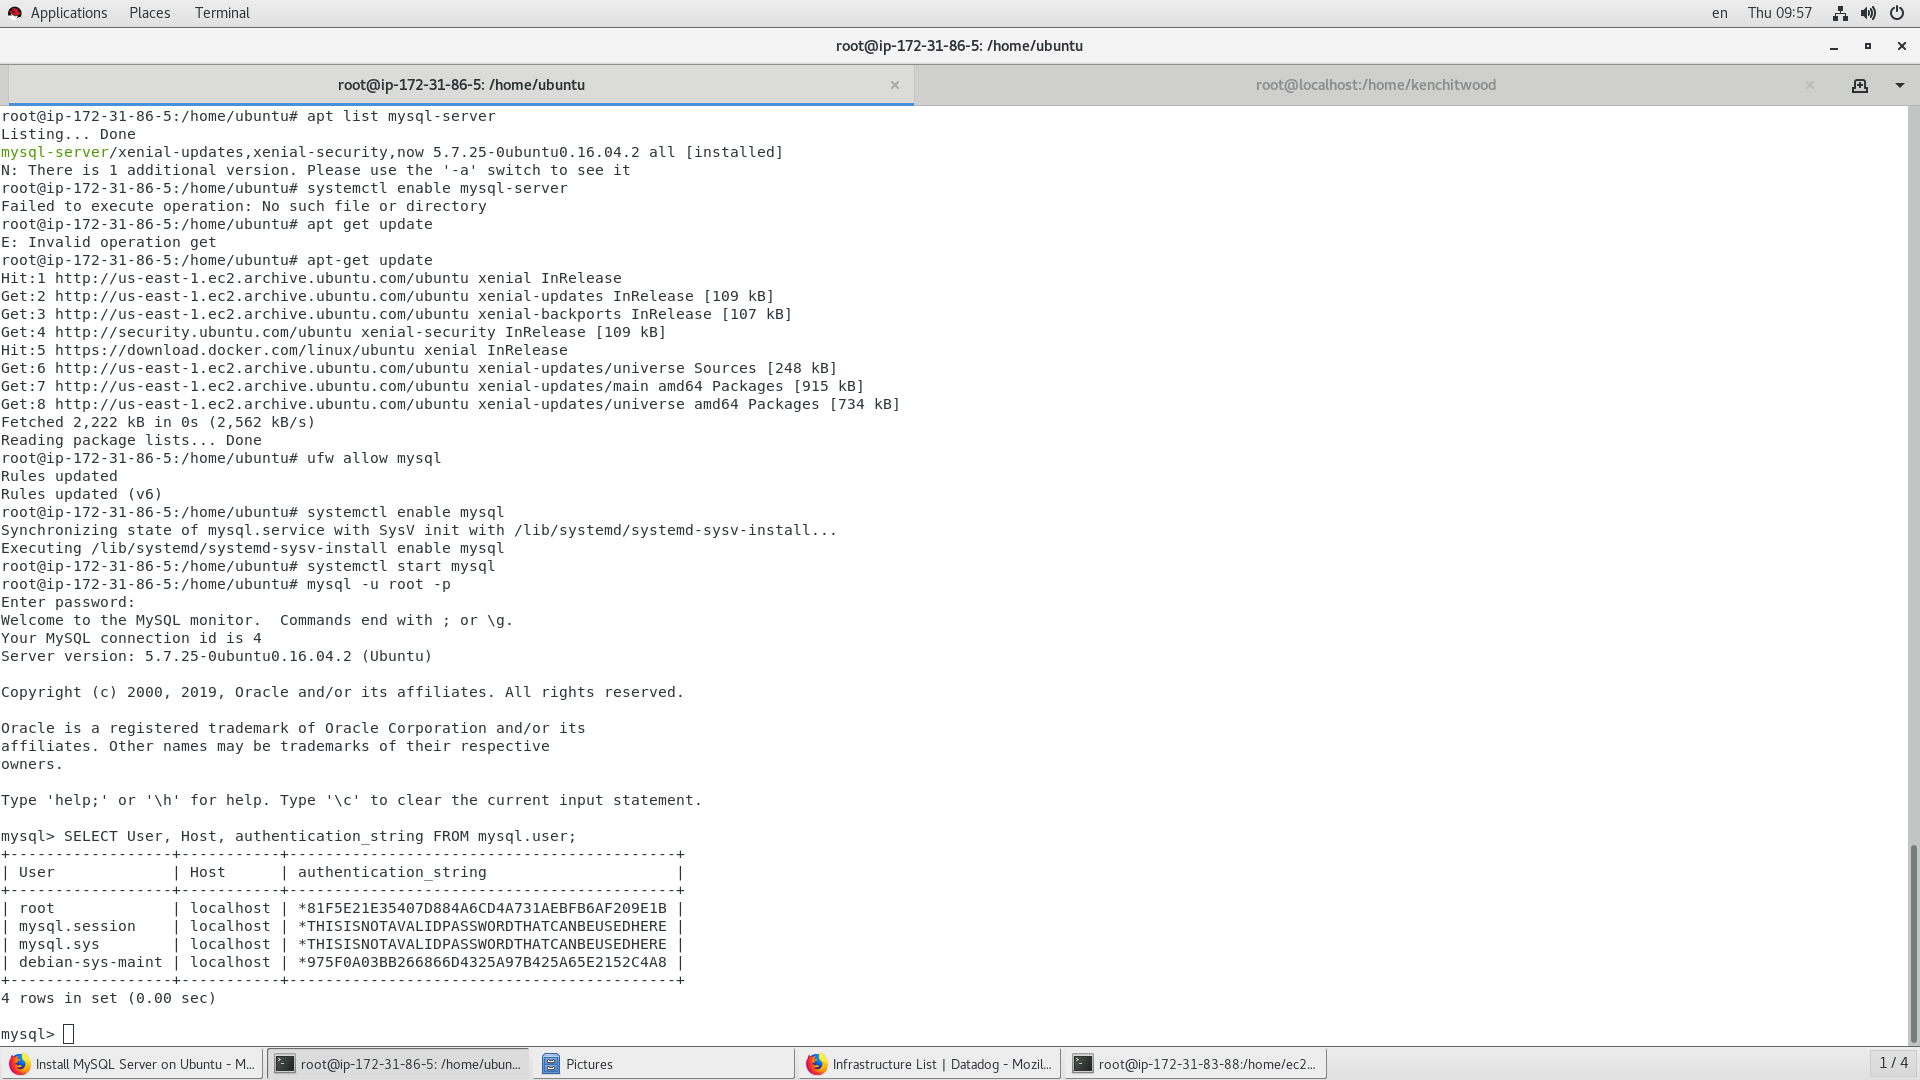 Applications Places Terminal en Thu 09:57
root@ip-172-31-86-5: /home/ubuntu
root@ip-172-31-86-5: /home/ubuntu root@localhost:/home/kenchitwood
root@ip-172-31-86-5:/home/ubuntu# apt list mysql-server
Listing... Done
mysql-server/xenial-updates,xenial-security,now 5.7.25-0ubuntu0.16.04.2 all [installed]
N: There is 1 additional version. Please use the '-a' switch to see it
root@ip-172-31-86-5:/home/ubuntu# systemctl enable mysql-server
Failed to execute operation: No such file or directory
root@ip-172-31-86-5:/home/ubuntu# apt get update
E: Invalid operation get
root@ip-172-31-86-5:/home/ubuntu# apt-get update
Hit:1 http://us-east-1.ec2.archive.ubuntu.com/ubuntu xenial InRelease
Get:2 http://us-east-1.ec2.archive.ubuntu.com/ubuntu xenial-updates InRelease [109 kB]
Get:3 http://us-east-1.ec2.archive.ubuntu.com/ubuntu xenial-backports InRelease [107 kB]
Get:4 http://security.ubuntu.com/ubuntu xenial-security InRelease [109 kB]
Hit:5 https://download.docker.com/linux/ubuntu xenial InRelease
Get:6 http://us-east-1.ec2.archive.ubuntu.com/ubuntu xenial-updates/universe Sources [248 kB]
Get:7 http://us-east-1.ec2.archive.ubuntu.com/ubuntu xenial-updates/main amd64 Packages [915 kB]
Get:8 http://us-east-1.ec2.archive.ubuntu.com/ubuntu xenial-updates/universe amd64 Packages [734 kB]
Fetched 2,222 kB in 0s (2,562 kB/s)
Reading package lists... Done
root@ip-172-31-86-5:/home/ubuntu# ufw allow mysql
Rules updated
Rules updated (v6)
root@ip-172-31-86-5:/home/ubuntu# systemctl enable mysql
Synchronizing state of mysql.service with SysV init with /lib/systemd/systemd-sysv-install...
Executing /lib/systemd/systemd-sysv-install enable mysql
root@ip-172-31-86-5:/home/ubuntu# systemctl start mysql
root@ip-172-31-86-5:/home/ubuntu# mysql -u root -p
Enter password:
Welcome to the MySQL monitor.  Commands end with ; or \g.
Your MySQL connection id is 4
Server version: 5.7.25-0ubuntu0.16.04.2 (Ubuntu)
Copyright (c) 2000, 2019, Oracle and/or its affiliates. All rights reserved.
Oracle is a registered trademark of Oracle Corporation and/or its
affiliates. Other names may be trademarks of their respective
owners.
Type 'help;' or '\h' for help. Type '\c' to clear the current input statement.
mysql> SELECT User, Host, authentication_string FROM mysql.user;
+------------------+-----------+-------------------------------------------+
| User             | Host      | authentication_string                     |
+------------------+-----------+-------------------------------------------+
| root             | localhost | *81F5E21E35407D884A6CD4A731AEBFB6AF209E1B |
| mysql.session    | localhost | *THISISNOTAVALIDPASSWORDTHATCANBEUSEDHERE |
| mysql.sys        | localhost | *THISISNOTAVALIDPASSWORDTHATCANBEUSEDHERE |
| debian-sys-maint | localhost | *975F0A03BB266866D4325A97B425A65E2152C4A8 |
+------------------+-----------+-------------------------------------------+
4 rows in set (0.00 sec)
mysql>
Install MySQL Server on Ubuntu - M... root@ip-172-31-86-5: /home/ubun... Pictures Infrastructure List | Datadog - Mozil... root@ip-172-31-83-88:/home/ec2... 1 / 4